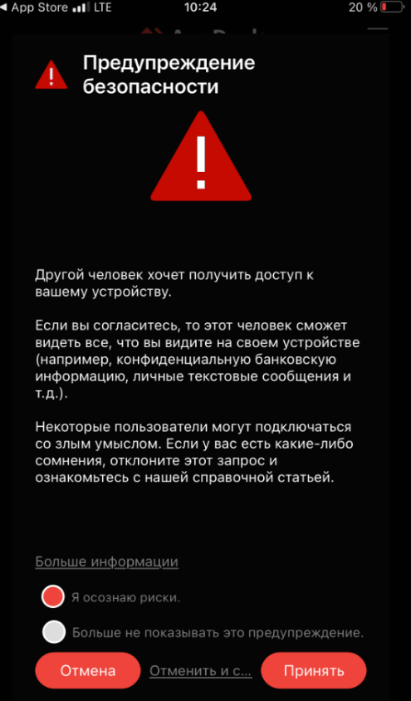 App Store LTE 10:24 20 %
Предупреждение
безопасности
Другой человек хочет получить доступ к
вашему устройству.
Если вы согласитесь, то этот человек сможет
видеть все, что вы видите на своем устройстве
(например, конфиденциальную банковскую
информацию, личные текстовые сообщения и
т.д.).
Некоторые пользователи могут подключаться
со злым умыслом. Если у вас есть какие-либо
сомнения, отклоните этот запрос и
ознакомьтесь с нашей справочной статьей.
Больше информации
Я осознаю риски.
Больше не показывать это предупреждение.
Отмена Отменить и с... Принять